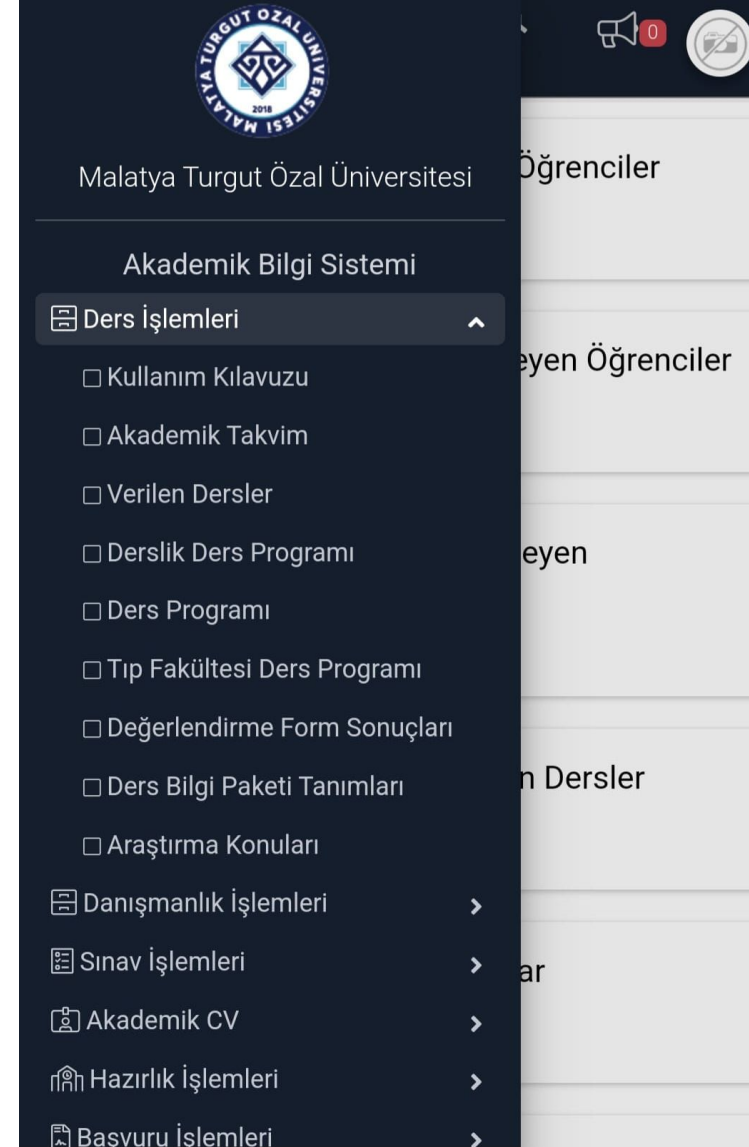 MALATYA TURGUT ÖZAL ÜNİVERSİTESİ
2018
0
Malatya Turgut Özal Üniversitesi
Akademik Bilgi Sistemi
Ders İşlemleri
Kullanım Kılavuzu
Akademik Takvim
Verilen Dersler
Derslik Ders Programı
Ders Programı
Tıp Fakültesi Ders Programı
Değerlendirme Form Sonuçları
Ders Bilgi Paketi Tanımları
Araştırma Konuları
Danışmanlık İşlemleri
Sınav İşlemleri
Akademik CV
Hazırlık İşlemleri
Başvuru İşlemleri
Öğrenciler
eyen Öğrenciler
eyen
n Dersler
ar